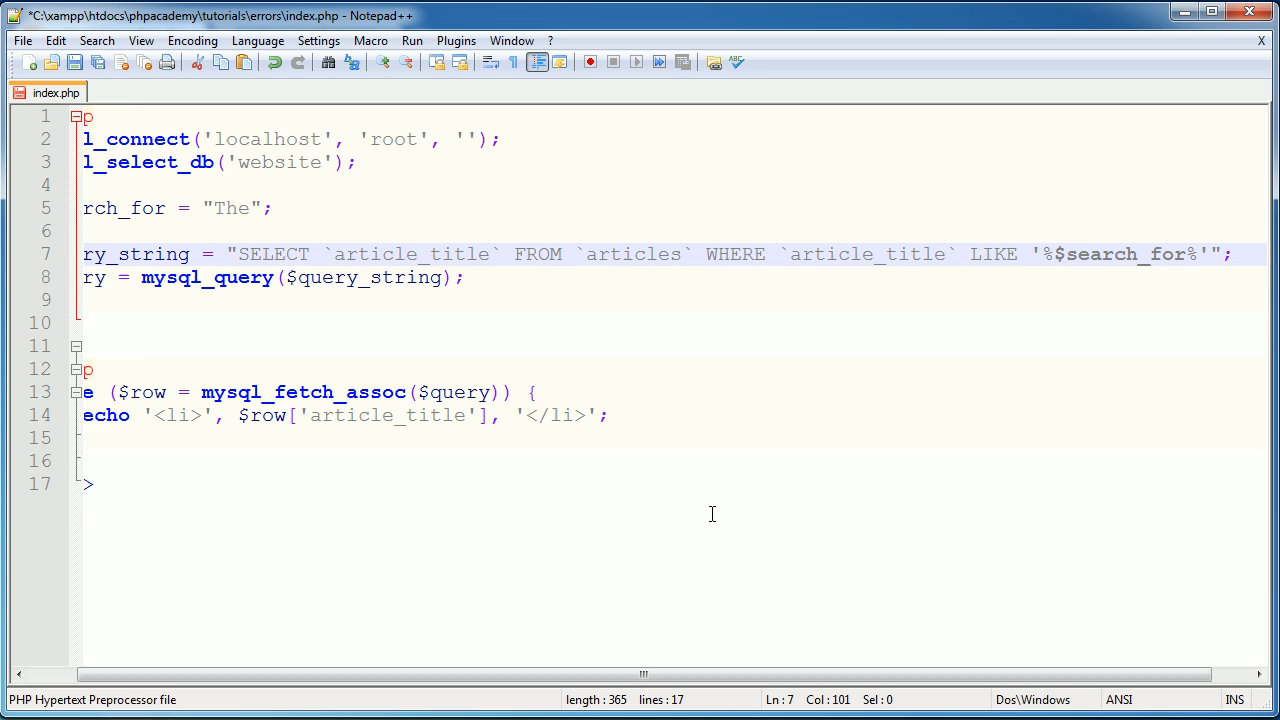 *C:\xampp\htdocs\phpacademy\tutorials\errors\index.php - Notepad++
File Edit Search View Encoding Language Settings Macro Run Plugins Window ? X
index.php
1 p
2 l_connect('localhost', 'root', '');
3 l_select_db('website');
4
5 rch_for = "The";
6
7 ry_string = "SELECT `article_title` FROM `articles` WHERE `article_title` LIKE '%$search_for%'";
8 ry = mysql_query($query_string);
9
10
11
12 p
13 e ($row = mysql_fetch_assoc($query)) {
14 echo '<li>', $row['article_title'], '</li>';
15
16
17 >
PHP Hypertext Preprocessor file length : 365 lines : 17 Ln : 7 Col : 101 Sel : 0 Dos\Windows ANSI INS